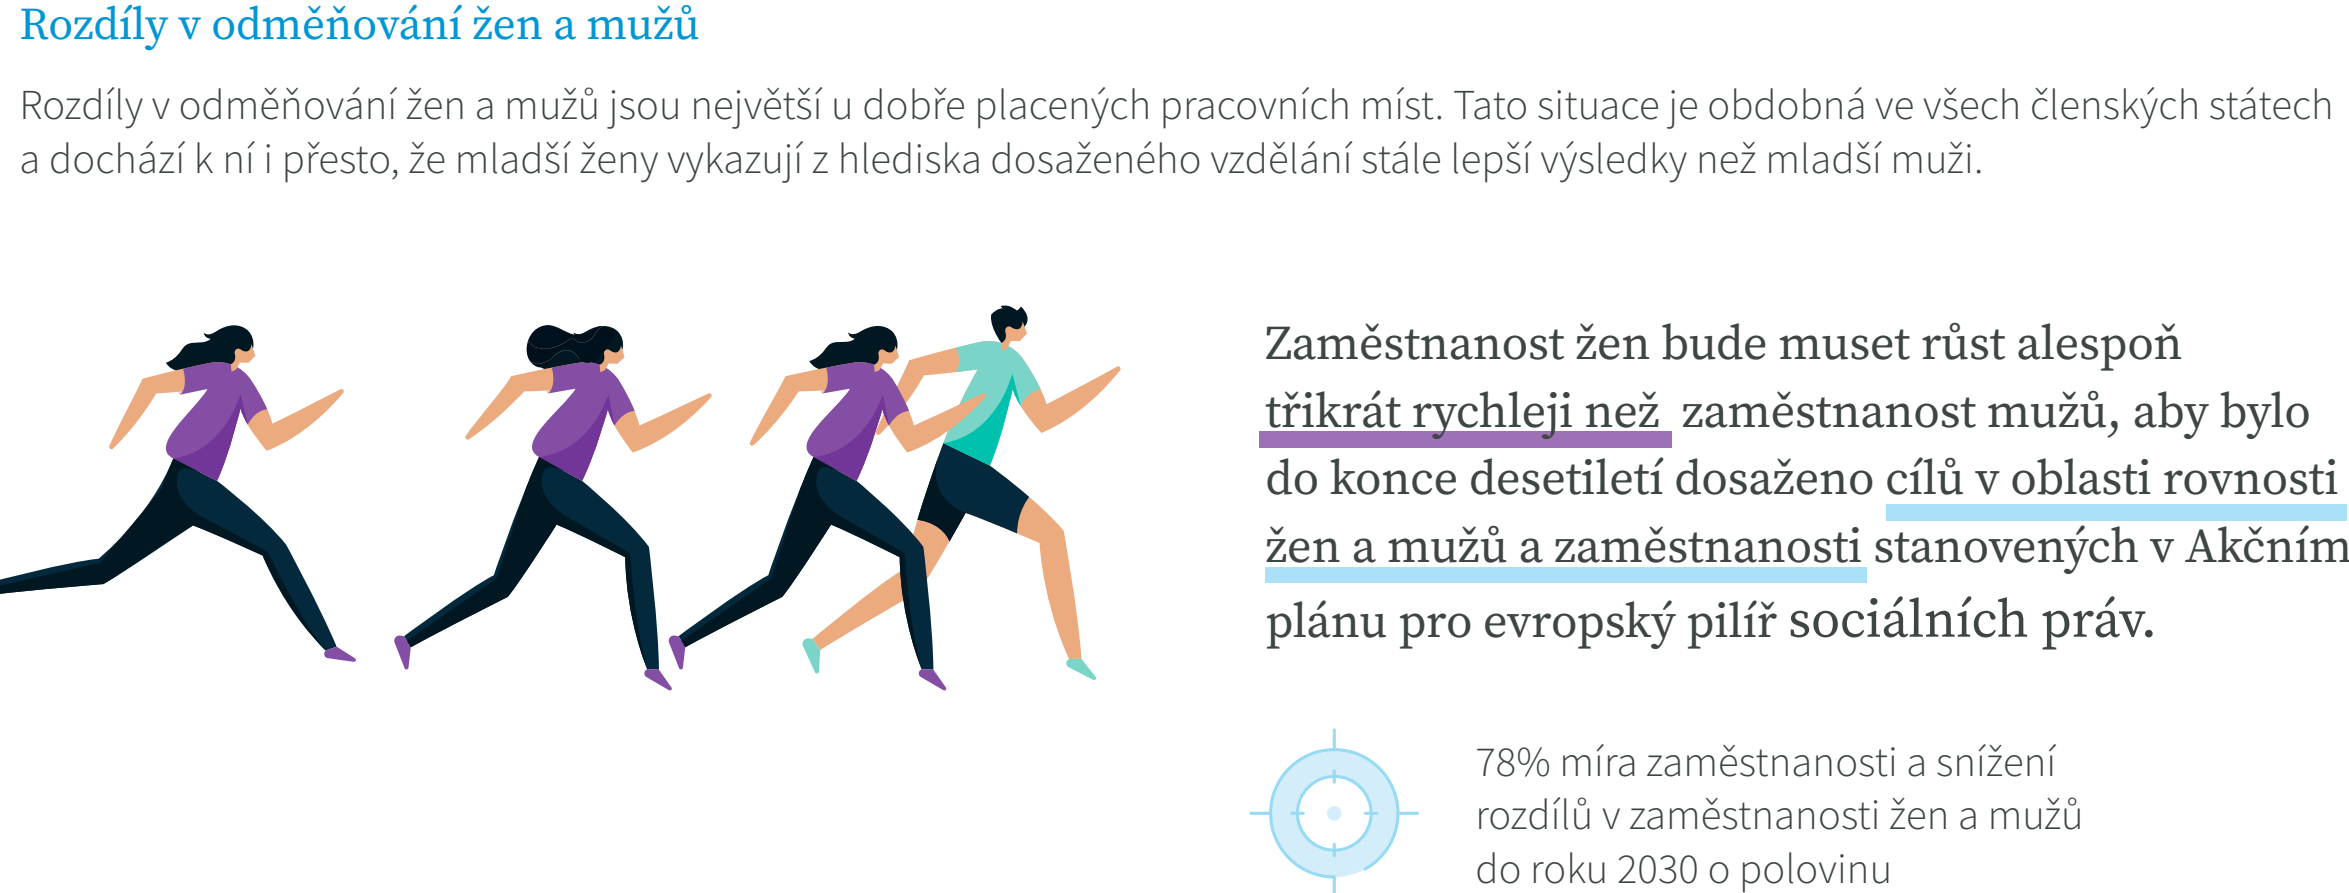 Rozdíly v odměňování žen a mužů
Rozdíly v odměňování žen a mužů jsou největší u dobře placených pracovních míst. Tato situace je obdobná ve všech členských státech
a dochází k ní i přesto, že mladší ženy vykazují z hlediska dosaženého vzdělání stále lepší výsledky než mladší muži.
Zaměstnanost žen bude muset růst alespoň
třikrát rychleji než zaměstnanost mužů, aby bylo
do konce desetiletí dosaženo cílů v oblasti rovnosti
žen a mužů a zaměstnanosti stanovených v Akčním
plánu pro evropský pilíř sociálních práv.
78% míra zaměstnanosti a snížení
rozdílů v zaměstnanosti žen a mužů
do roku 2030 o polovinu